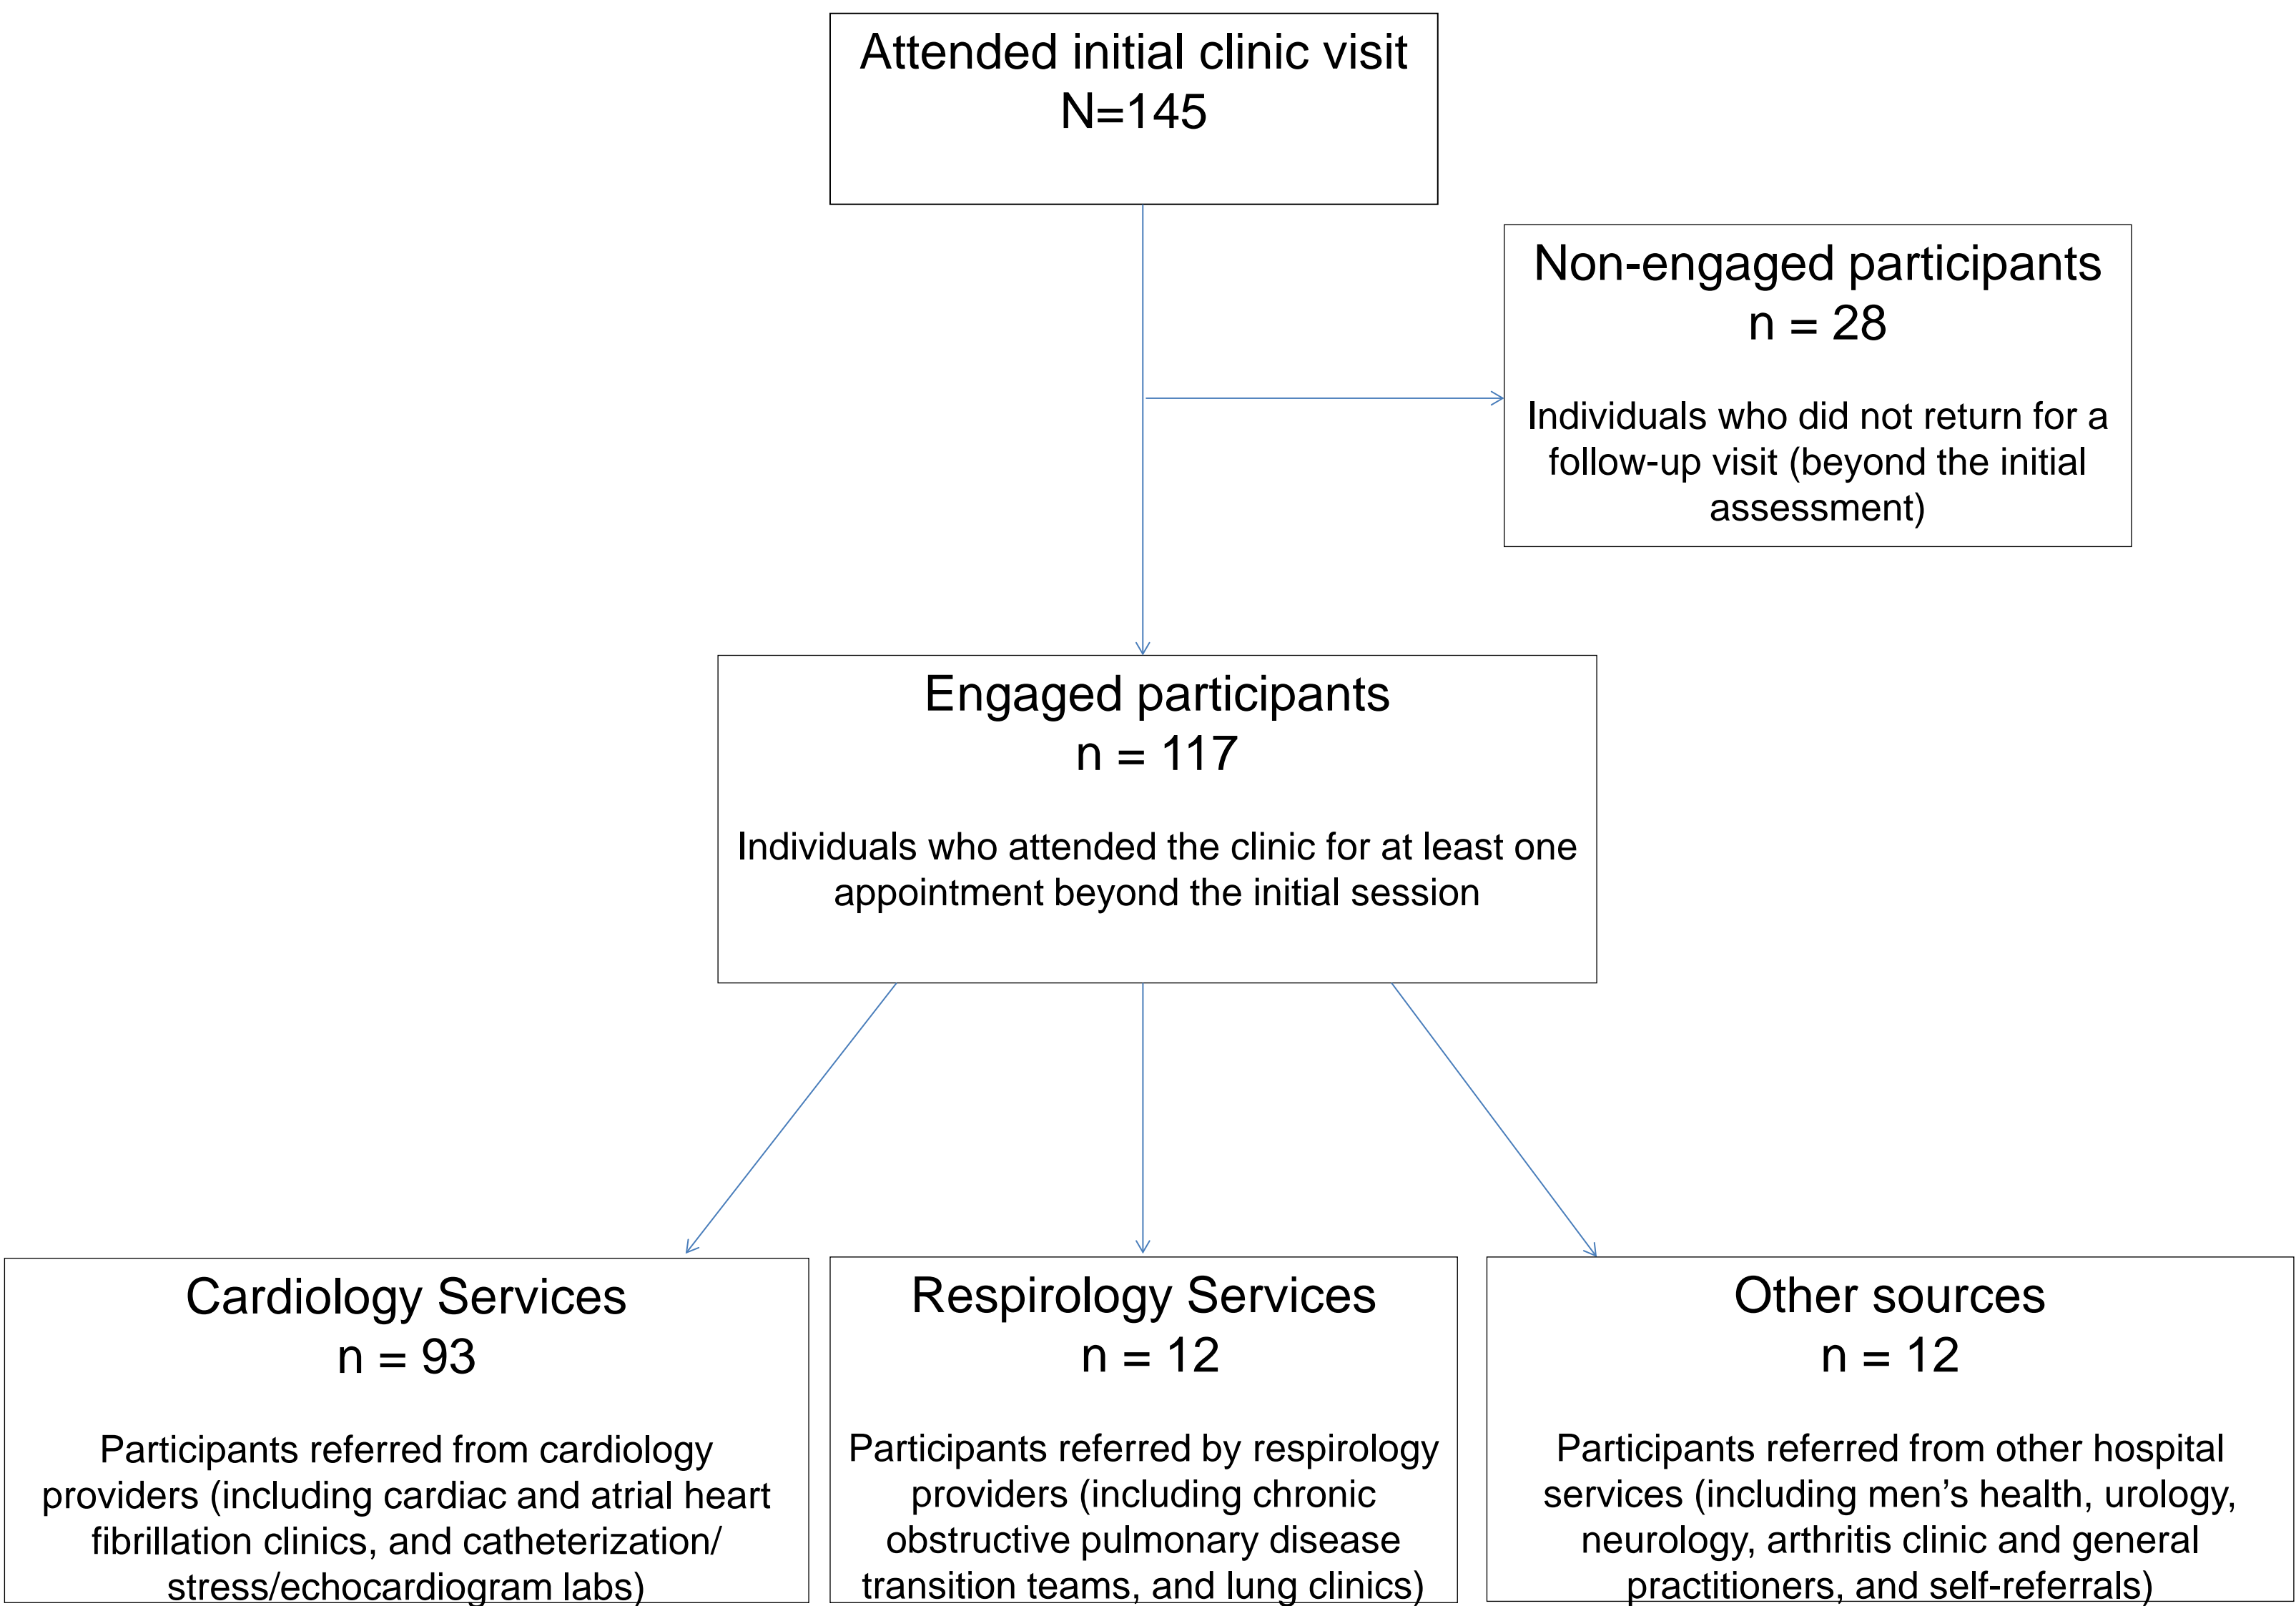 Attended initial clinic visit
N=145
Non-engaged participants
n = 28
Individuals who did not return for a
follow-up visit (beyond the initial
assessment)
Engaged participants
n = 117
Individuals who attended the clinic for at least one
appointment beyond the initial session
Cardiology Services
n = 93
Participants referred from cardiology
providers (including cardiac and atrial heart
fibrillation clinics, and catheterization/
stress/echocardiogram labs)
Respirology Services
n = 12
Participants referred by respirology
providers (including chronic
obstructive pulmonary disease
transition teams, and lung clinics)
Other sources
n = 12
Participants referred from other hospital
services (including men’s health, urology,
neurology, arthritis clinic and general
practitioners, and self-referrals)